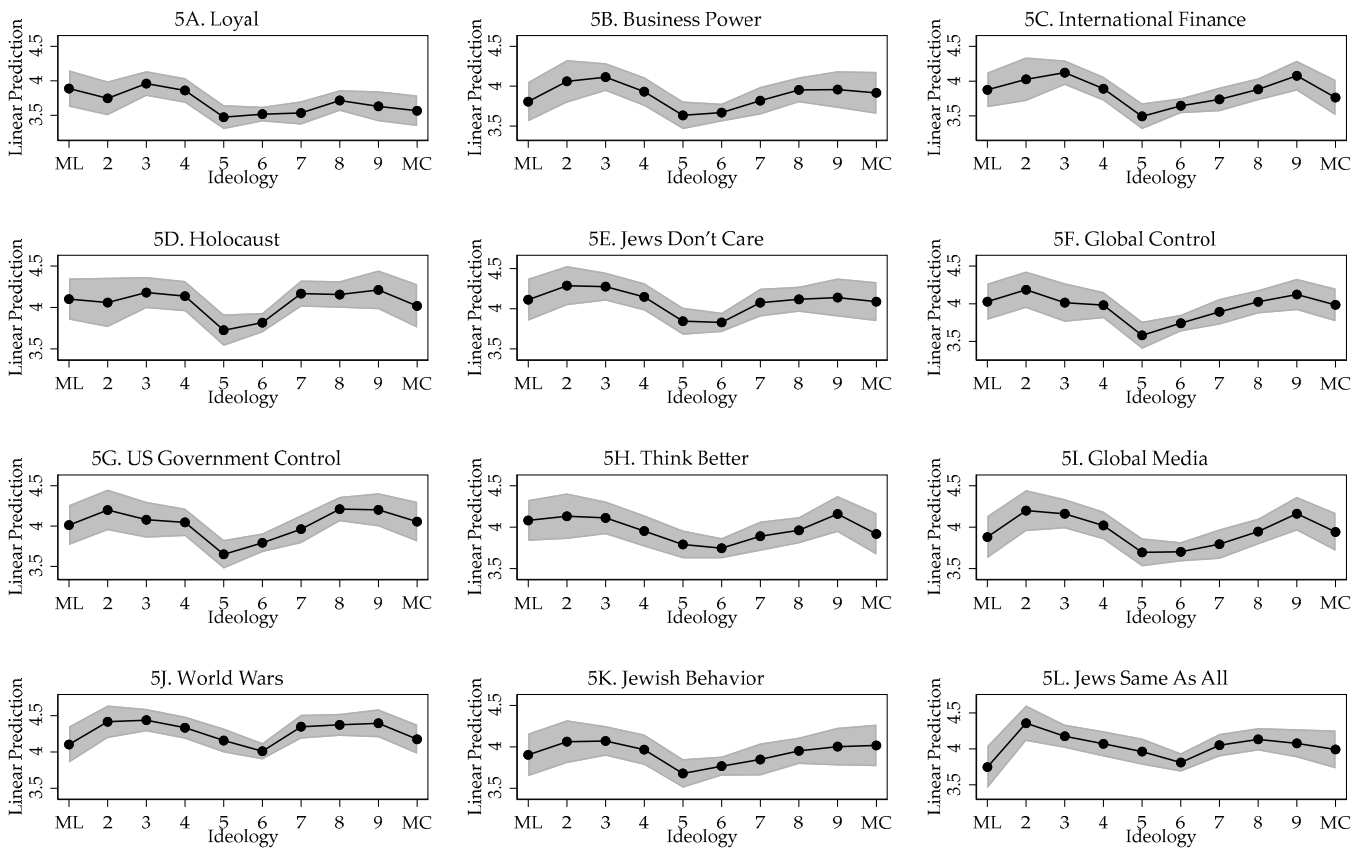 5A. Loyal
Linear Prediction
4.5
4
3.5
ML 2 3 4 5 6 7 8 9 MC
Ideology
5B. Business Power
Linear Prediction
4.5
4
3.5
ML 2 3 4 5 6 7 8 9 MC
Ideology
5C. International Finance
Linear Prediction
4.5
4
3.5
ML 2 3 4 5 6 7 8 9 MC
Ideology
5D. Holocaust
Linear Prediction
4.5
4
3.5
ML 2 3 4 5 6 7 8 9 MC
Ideology
5E. Jews Don't Care
Linear Prediction
4.5
4
3.5
ML 2 3 4 5 6 7 8 9 MC
Ideology
5F. Global Control
Linear Prediction
4.5
4
3.5
ML 2 3 4 5 6 7 8 9 MC
Ideology
5G. US Government Control
Linear Prediction
4.5
4
3.5
ML 2 3 4 5 6 7 8 9 MC
Ideology
5H. Think Better
Linear Prediction
4.5
4
3.5
ML 2 3 4 5 6 7 8 9 MC
Ideology
5I. Global Media
Linear Prediction
4.5
4
3.5
ML 2 3 4 5 6 7 8 9 MC
Ideology
5J. World Wars
Linear Prediction
4.5
4
3.5
ML 2 3 4 5 6 7 8 9 MC
Ideology
5K. Jewish Behavior
Linear Prediction
4.5
4
3.5
ML 2 3 4 5 6 7 8 9 MC
Ideology
5L. Jews Same As All
Linear Prediction
4.5
4
3.5
ML 2 3 4 5 6 7 8 9 MC
Ideology